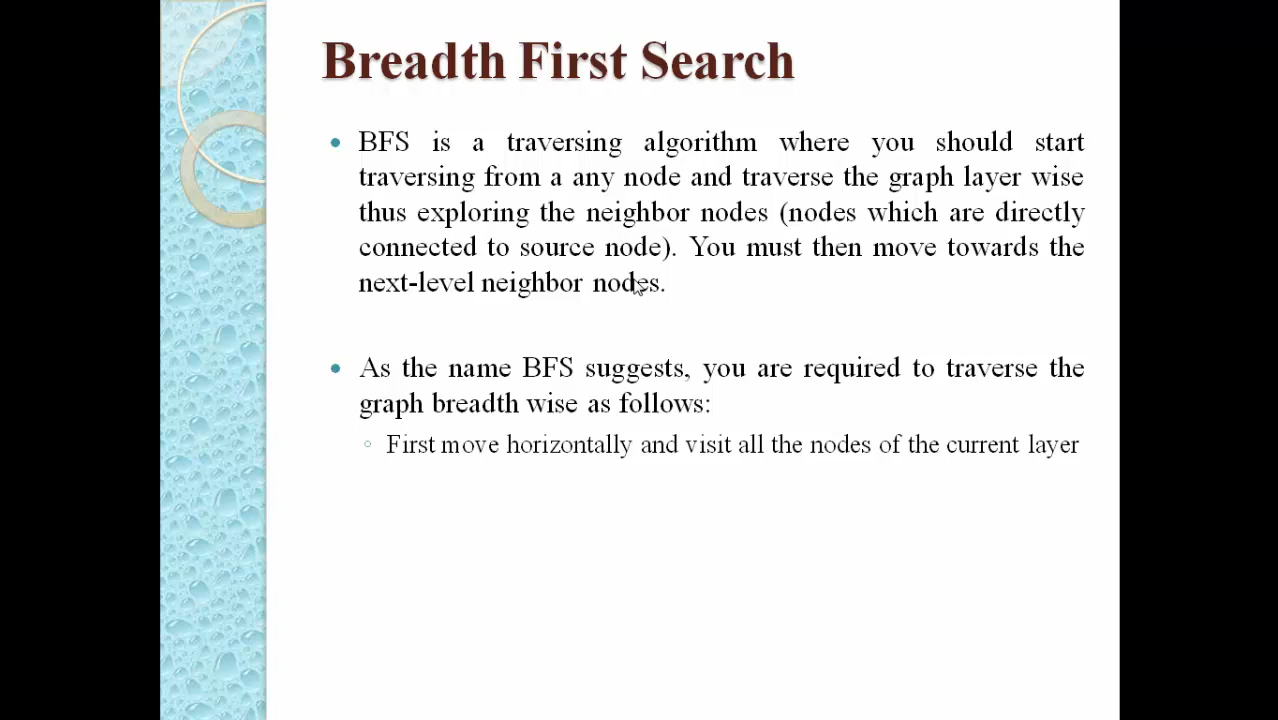 Breadth First Search
BFS is a traversing algorithm where you should start
traversing from a any node and traverse the graph layer wise
thus exploring the neighbor nodes (nodes which are directly
connected to source node). You must then move towards the
next-level neighbor nodes.
As the name BFS suggests, you are required to traverse the
graph breadth wise as follows:
First move horizontally and visit all the nodes of the current layer